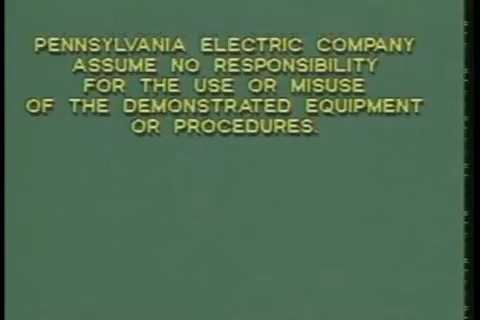 PENNSYLVANIA ELECTRIC COMPANY
ASSUME NO RESPONSIBILITY
FOR THE USE OR MISUSE
OF THE DEMONSTRATED EQUIPMENT
OR PROCEDURES.